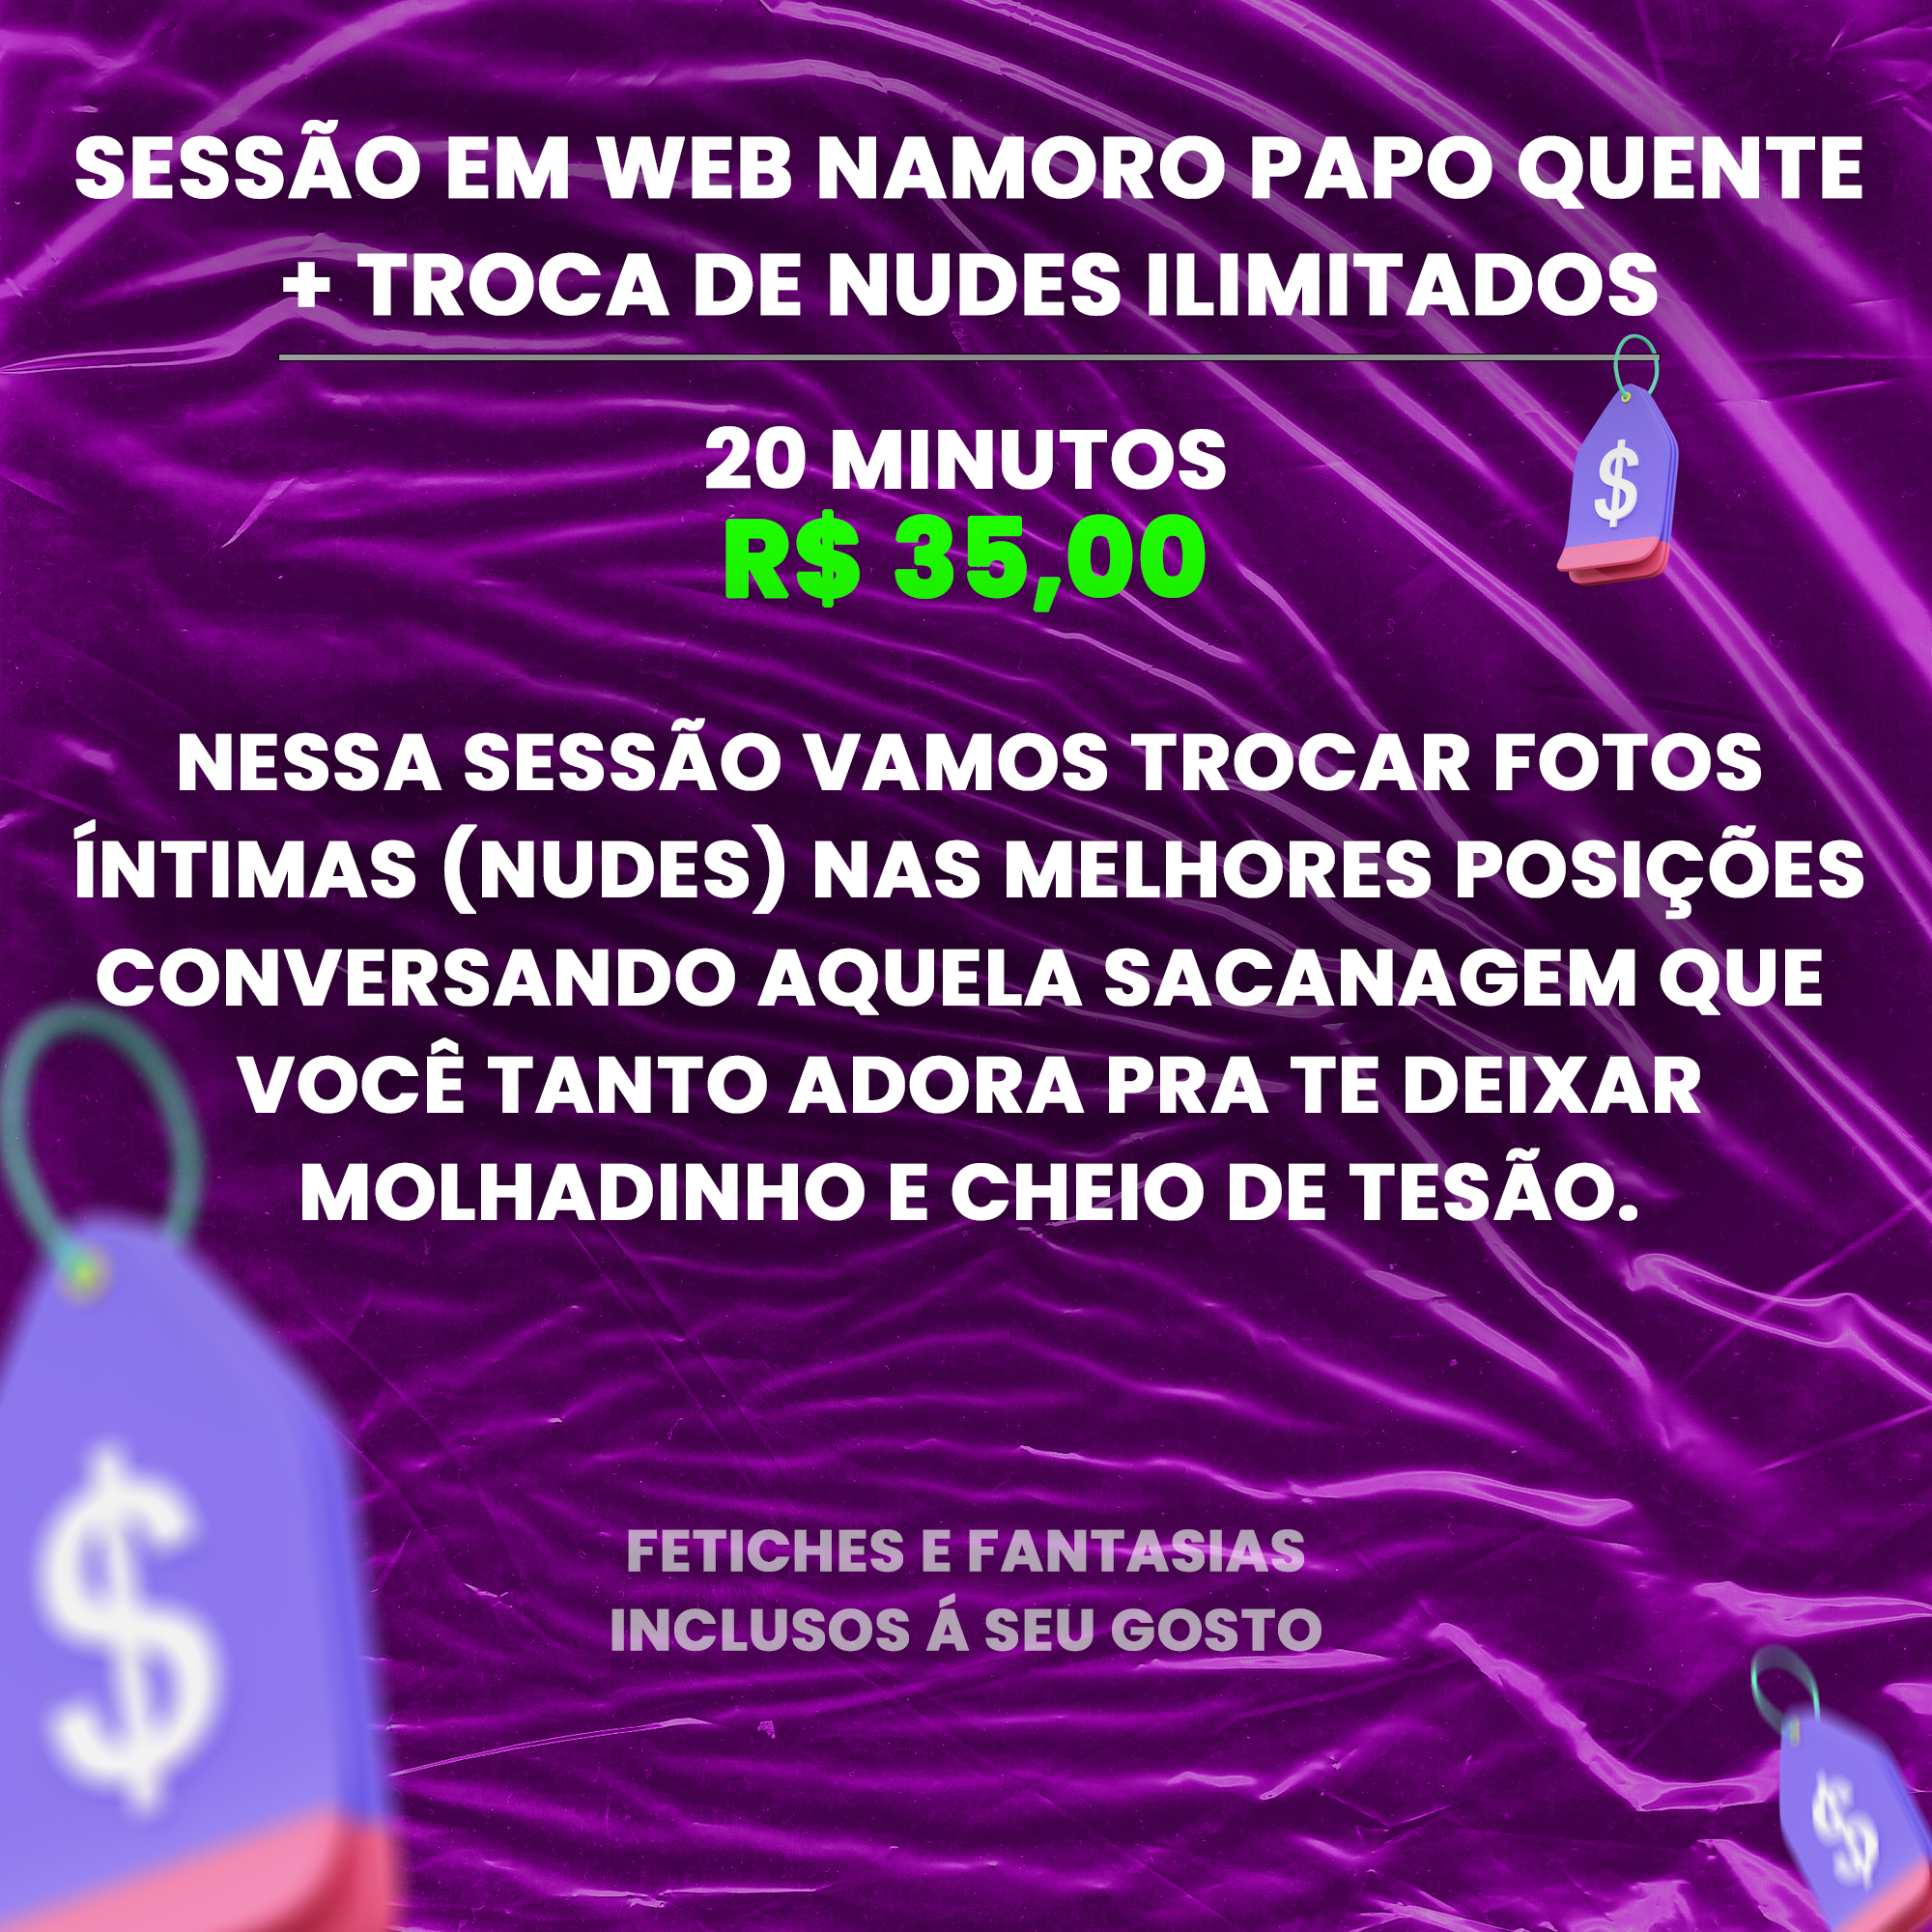 SESSÃO EM WEB NAMORO PAPO QUENTE
+ TROCA DE NUDES ILIMITADOS
20 MINUTOS
R$ 35,00
$
NESSA SESSÃO VAMOS TROCAR FOTOS
ÍNTIMAS (NUDES) NAS MELHORES POSIÇÕES
CONVERSANDO AQUELA SACANAGEM QUE
VOCÊ TANTO ADORA PRA TE DEIXAR
MOLHADINHO E CHEIO DE TESÃO.
$
FETICHES E FANTASIAS
INCLUSOS Á SEU GOSTO
$